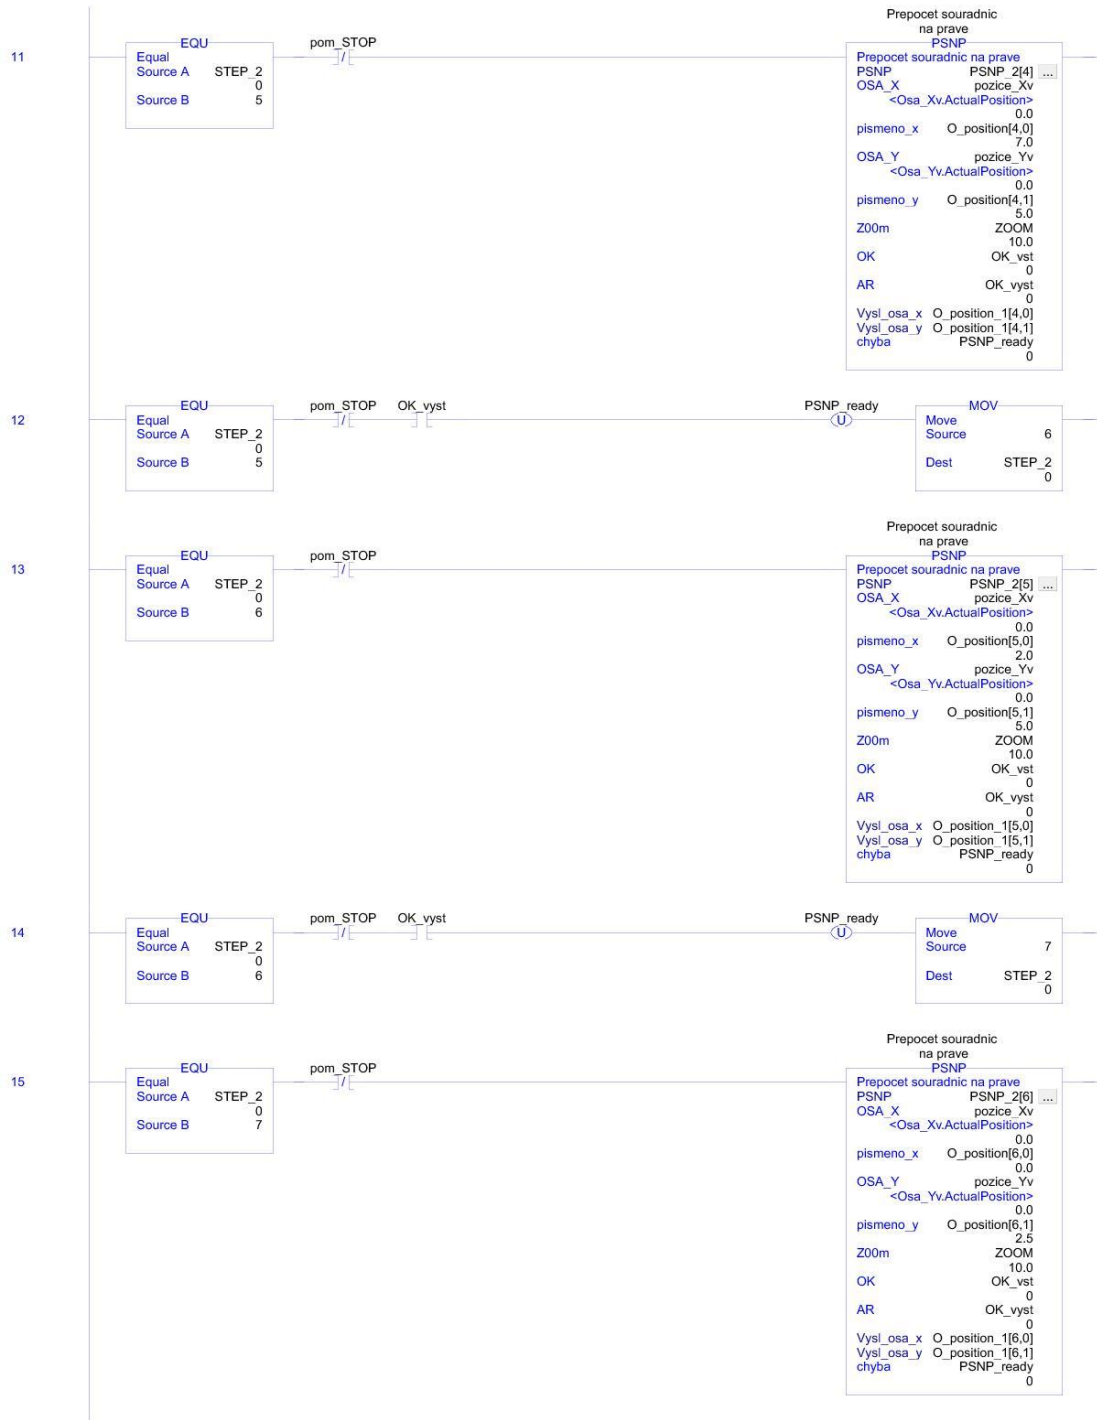 Prepocet souradnic
na prave
11
EQU
Equal
Source A STEP_2
0
Source B 5
pom_STOP
PSNP
Prepocet souradnic na prave
PSNP PSNP_2[4] ...
OSA_X pozice_Xv
<Osa_Xv.ActualPosition>
0.0
pismeno_x O_position[4,0]
7.0
OSA_Y pozice_Yv
<Osa_Yv.ActualPosition>
0.0
pismeno_y O_position[4,1]
5.0
Z00m ZOOM
10.0
OK OK_vst
0
AR OK_vyst
0
Vysl_osa_x O_position_1[4,0]
Vysl_osa_y O_position_1[4,1]
chyba PSNP_ready
0
12
EQU
Equal
Source A STEP_2
0
Source B 5
pom_STOP OK_vyst
PSNP_ready
U
MOV
Move
Source 6
Dest STEP_2
0
Prepocet souradnic
na prave
13
EQU
Equal
Source A STEP_2
0
Source B 6
pom_STOP
PSNP
Prepocet souradnic na prave
PSNP PSNP_2[5] ...
OSA_X pozice_Xv
<Osa_Xv.ActualPosition>
0.0
pismeno_x O_position[5,0]
2.0
OSA_Y pozice_Yv
<Osa_Yv.ActualPosition>
0.0
pismeno_y O_position[5,1]
5.0
Z00m ZOOM
10.0
OK OK_vst
0
AR OK_vyst
0
Vysl_osa_x O_position_1[5,0]
Vysl_osa_y O_position_1[5,1]
chyba PSNP_ready
0
14
EQU
Equal
Source A STEP_2
0
Source B 6
pom_STOP OK_vyst
PSNP_ready
U
MOV
Move
Source 7
Dest STEP_2
0
Prepocet souradnic
na prave
15
EQU
Equal
Source A STEP_2
0
Source B 7
pom_STOP
PSNP
Prepocet souradnic na prave
PSNP PSNP_2[6] ...
OSA_X pozice_Xv
<Osa_Xv.ActualPosition>
0.0
pismeno_x O_position[6,0]
0.0
OSA_Y pozice_Yv
<Osa_Yv.ActualPosition>
0.0
pismeno_y O_position[6,1]
2.5
Z00m ZOOM
10.0
OK OK_vst
0
AR OK_vyst
0
Vysl_osa_x O_position_1[6,0]
Vysl_osa_y O_position_1[6,1]
chyba PSNP_ready
0